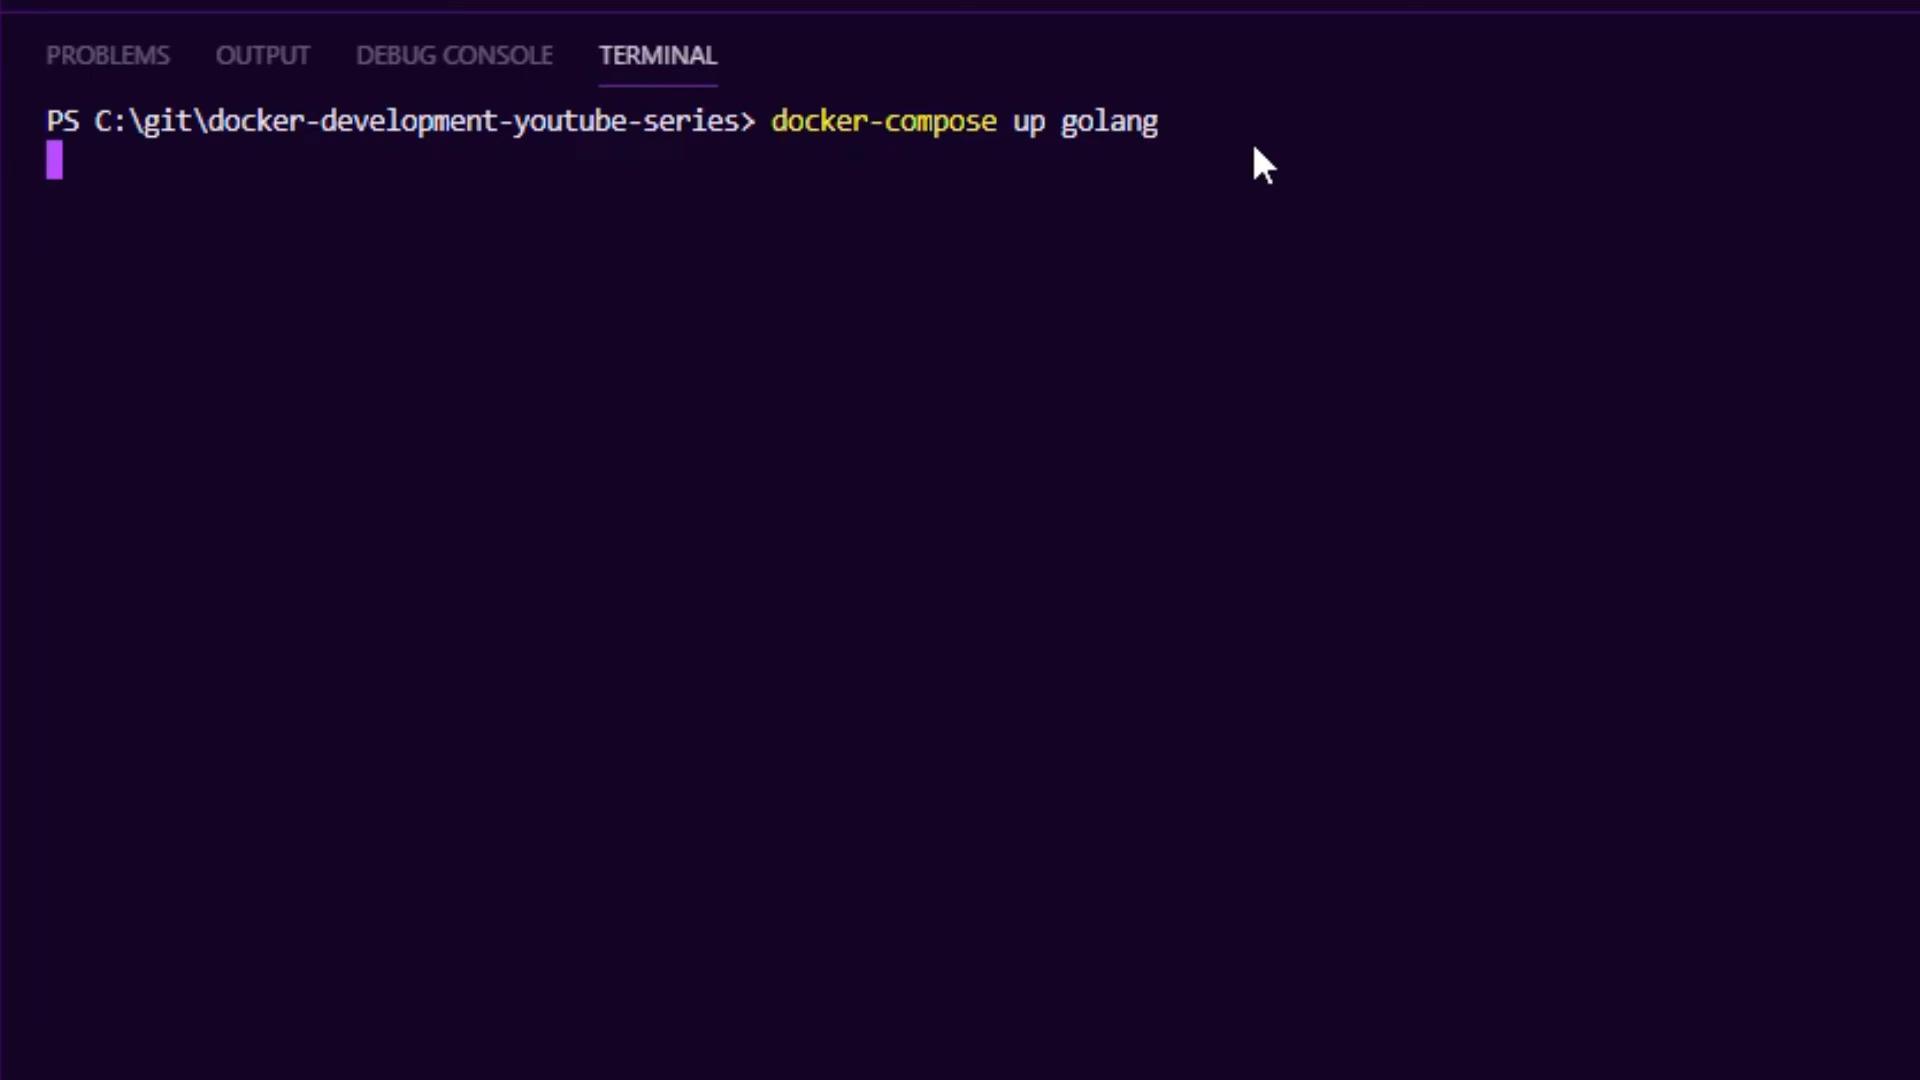 PROBLEMS OUTPUT DEBUG CONSOLE TERMINAL
PS C:\git\docker-development-youtube-series> docker-compose up golang